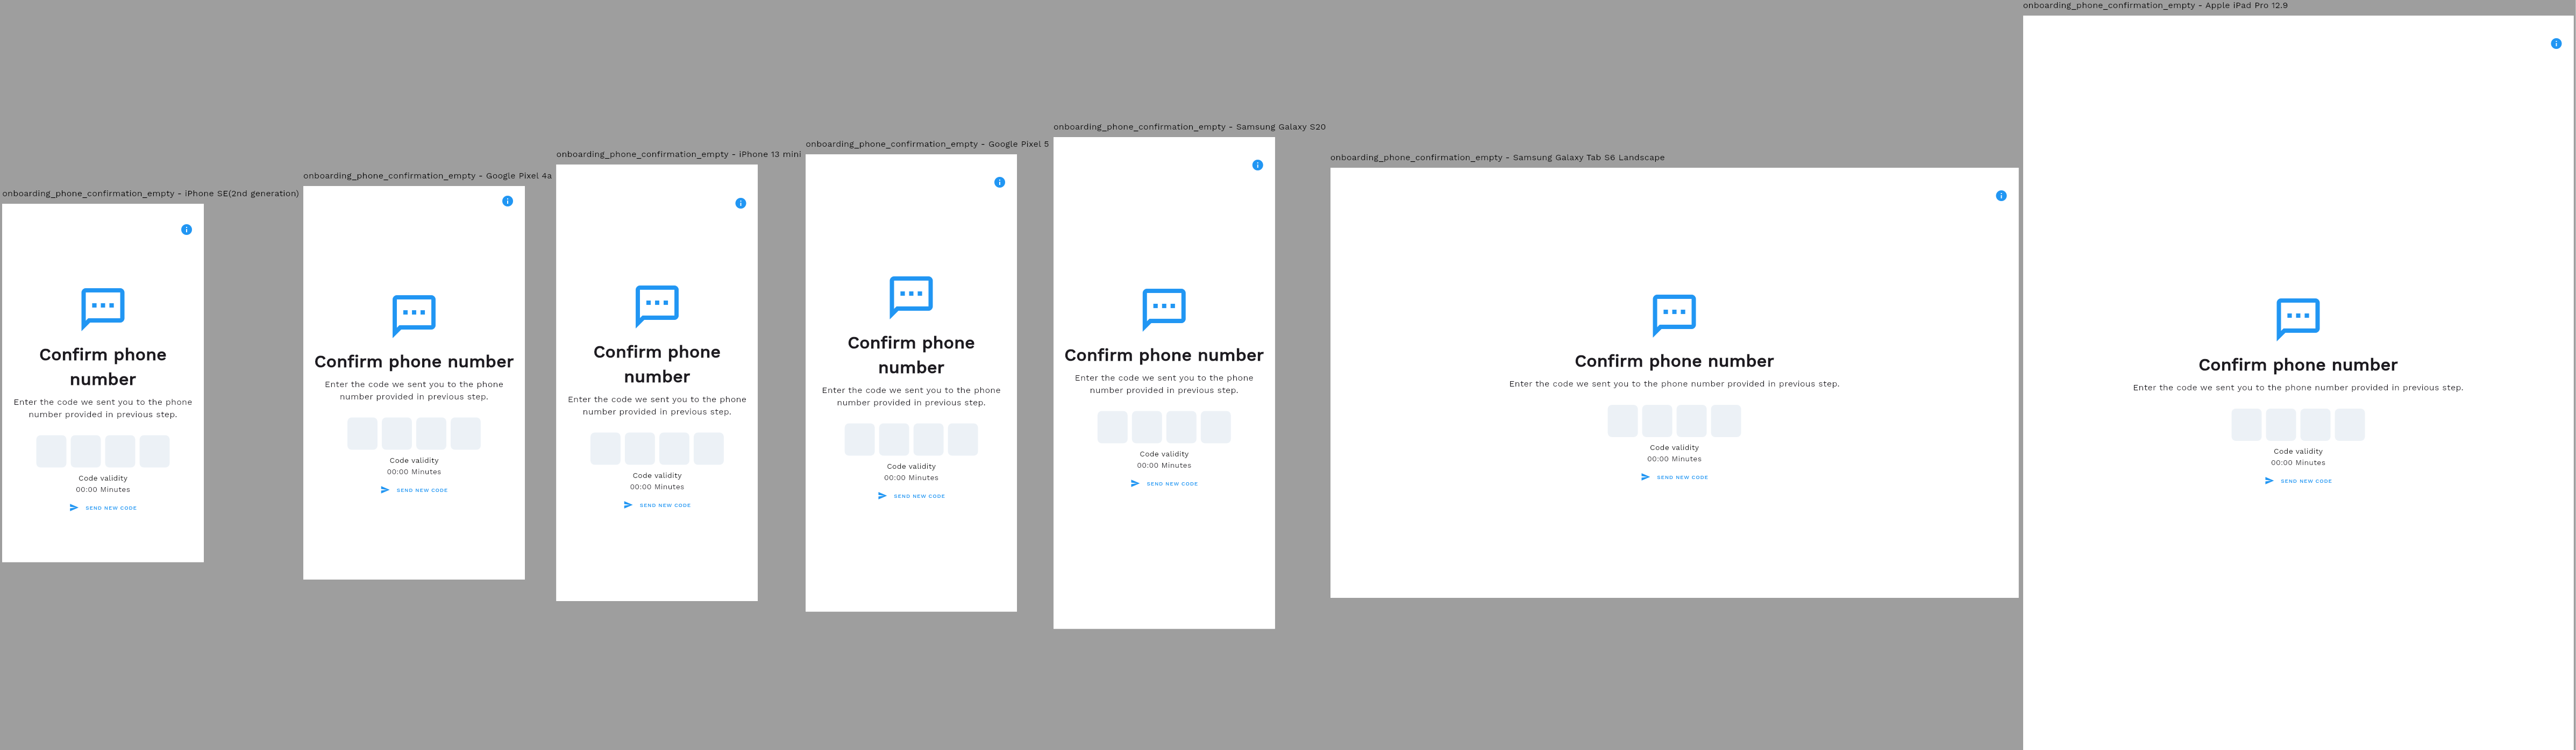 onboarding_phone_confirmation_empty - iPhone SE(2nd generation)
Confirm phone
number
Enter the code we sent you to the phone
number provided in previous step.
Code validity
00:00 Minutes
SEND NEW CODE
onboarding_phone_confirmation_empty - Google Pixel 4a
Confirm phone number
Enter the code we sent you to the phone
number provided in previous step.
Code validity
00:00 Minutes
SEND NEW CODE
onboarding_phone_confirmation_empty - iPhone 13 mini
Confirm phone
number
Enter the code we sent you to the phone
number provided in previous step.
Code validity
00:00 Minutes
SEND NEW CODE
onboarding_phone_confirmation_empty - Google Pixel 5
Confirm phone
number
Enter the code we sent you to the phone
number provided in previous step.
Code validity
00:00 Minutes
SEND NEW CODE
onboarding_phone_confirmation_empty - Samsung Galaxy S20
Confirm phone number
Enter the code we sent you to the phone
number provided in previous step.
Code validity
00:00 Minutes
SEND NEW CODE
onboarding_phone_confirmation_empty - Samsung Galaxy Tab S6 Landscape
Confirm phone number
Enter the code we sent you to the phone number provided in previous step.
Code validity
00:00 Minutes
SEND NEW CODE
onboarding_phone_confirmation_empty - Apple iPad Pro 12.9
Confirm phone number
Enter the code we sent you to the phone number provided in previous step.
Code validity
00:00 Minutes
SEND NEW CODE